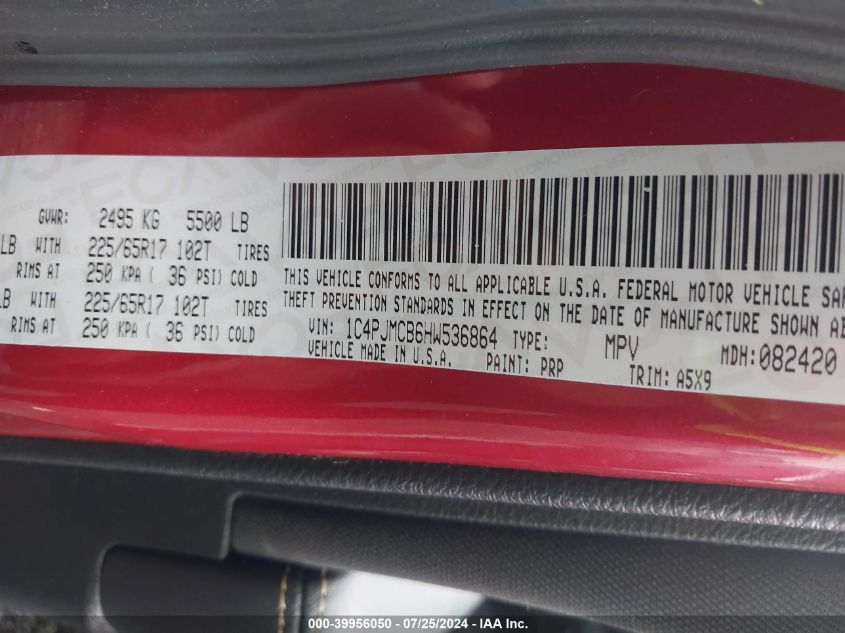 GVWR: 2495 KG 5500 LB
LB WITH 225/65R17 102T TIRES
RIMS AT 250 KPA ( 36 PSI) COLD
LB WITH 225/65R17 102T TIRES
RIMS AT 250 KPA ( 36 PSI) COLD
THIS VEHICLE CONFORMS TO ALL APPLICABLE U.S.A. FEDERAL MOTOR VEHICLE SAF
THEFT PREVENTION STANDARDS IN EFFECT ON THE DATE OF MANUFACTURE SHOWN AB
VIN: 1C4PJMCB6HW536864 TYPE: MPV MDH:082420
VEHICLE MADE IN U.S.A. PAINT: PRP TRIM: A5X9
000-39956050 - 07/25/2024 - IAA Inc.